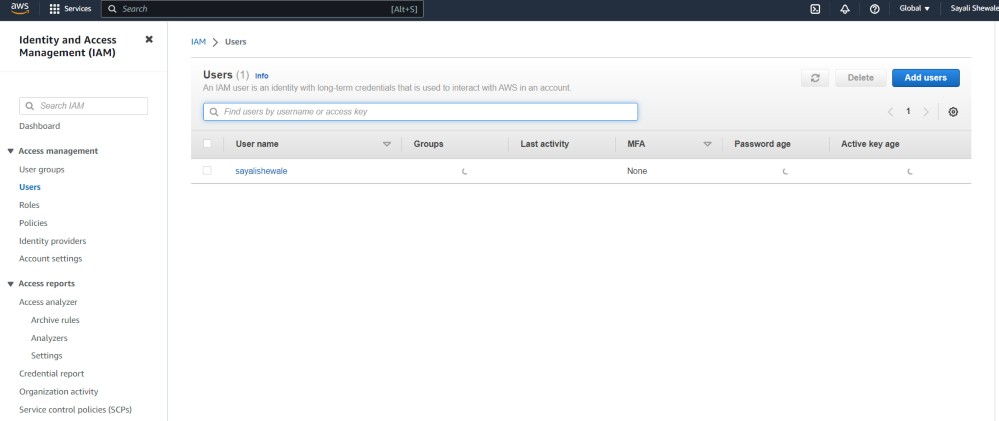 aws Services Search [Alt+S] Global Sayali Shewale
Identity and Access
Management (IAM)
Search IAM
Dashboard
Access management
User groups
Users
Roles
Policies
Identity providers
Account settings
Access reports
Access analyzer
Archive rules
Analyzers
Settings
Credential report
Organization activity
Service control policies (SCPs)
IAM > Users
Users (1) Info
An IAM user is an identity with long-term credentials that is used to interact with AWS in an account.
Delete Add users
Find users by username or access key
1
User name Groups Last activity MFA Password age Active key age
sayalishewale None